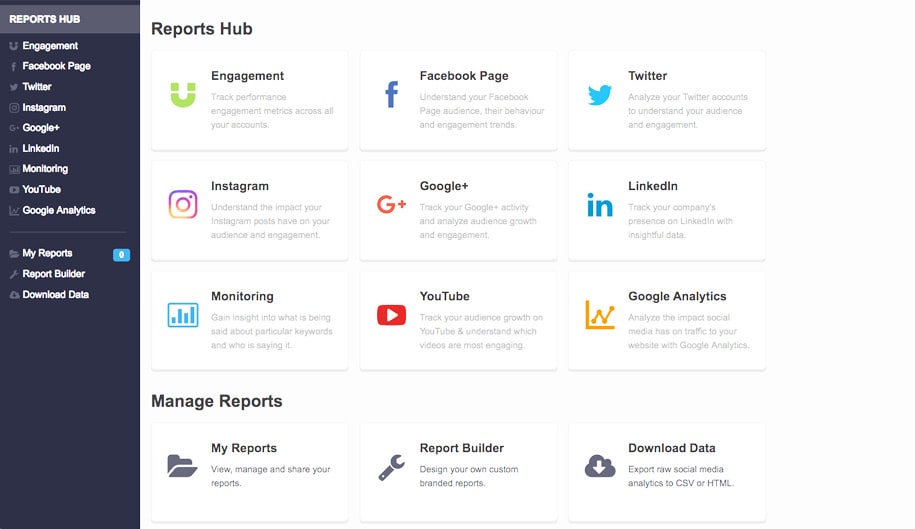 REPORTS HUB
Engagement
Facebook Page
Twitter
Instagram
Google+
LinkedIn
Monitoring
YouTube
Google Analytics
My Reports 0
Report Builder
Download Data
Reports Hub
Engagement
Track performance
engagement metrics across all
your accounts.
Facebook Page
Understand your Facebook
Page audience, their behaviour
and engagement trends.
Twitter
Analyze your Twitter accounts
to understand your audience
and engagement.
Instagram
Understand the impact your
Instagram posts have on your
audience and engagement.
Google+
Track your Google+ activity
and analyze audience growth
and engagement.
LinkedIn
Track your company's
presence on LinkedIn with
insightful data.
Monitoring
Gain insight into what is being
said about particular keywords
and who is saying it.
YouTube
Track your audience growth on
YouTube & understand which
videos are most engaging.
Google Analytics
Analyze the impact social
media has on traffic to your
website with Google Analytics.
Manage Reports
My Reports
View, manage and share your
reports.
Report Builder
Design your own custom
branded reports.
Download Data
Export raw social media
analytics to CSV or HTML.